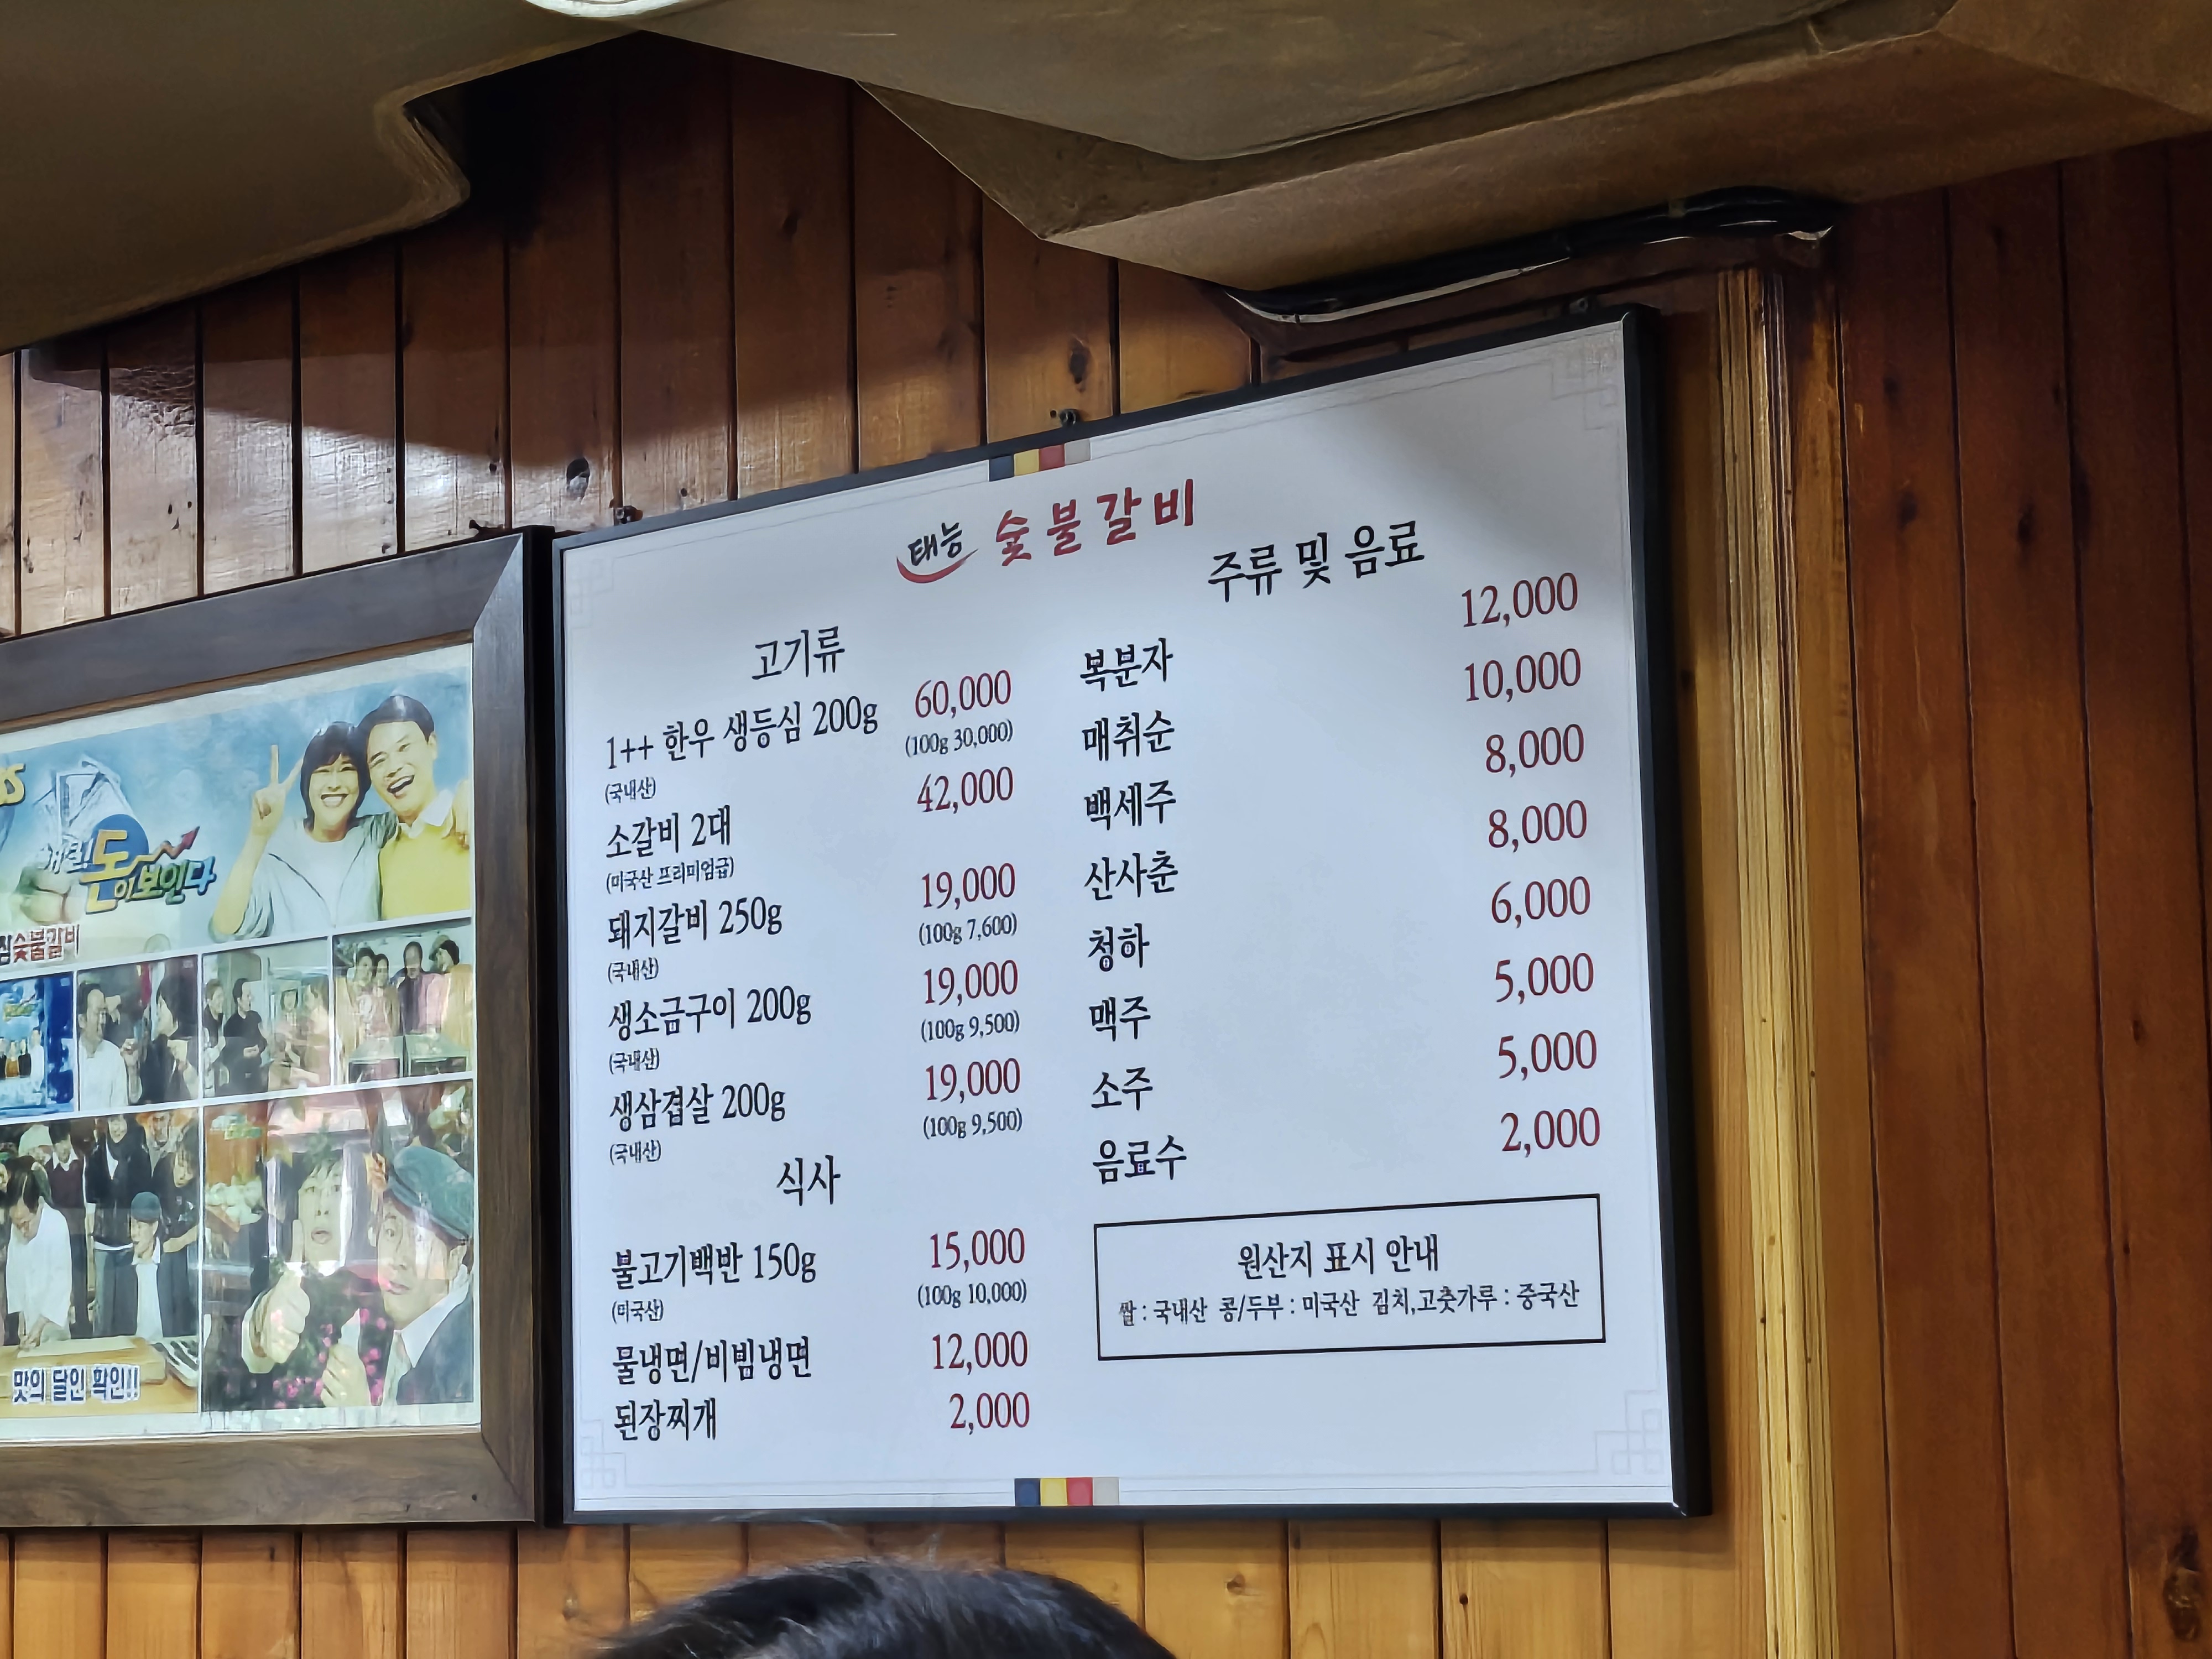 태능 숯불갈비
고기류
1++ 한우 생등심 200g 60,000
(국내산) (100g 30,000)
소갈비 2대 42,000
(미국산 프리미엄급)
돼지갈비 250g 19,000
(국내산) (100g 7,600)
생소금구이 200g 19,000
(국내산) (100g 9,500)
생삼겹살 200g 19,000
(국내산) (100g 9,500)
식사
불고기백반 150g 15,000
(미국산) (100g 10,000)
물냉면/비빔냉면 12,000
된장찌개 2,000
주류 및 음료
복분자 12,000
매취순 10,000
백세주 8,000
산사춘 8,000
청하 6,000
맥주 5,000
소주 5,000
음료수 2,000
원산지 표시 안내
쌀 : 국내산 콩/두부 : 미국산 김치,고춧가루 : 중국산
돈이보인다
숯불갈비
맛의 달인 확인!!